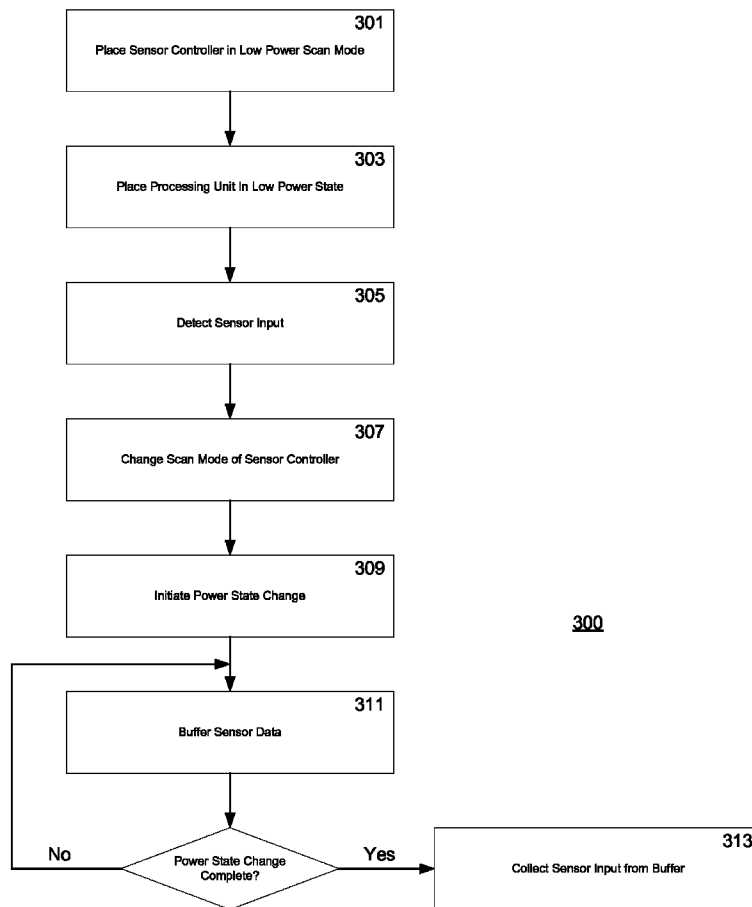 301
Place Sensor Controller in Low Power Scan Mode
303
Place Processing Unit In Low Power State
305
Detect Sensor Input
307
Change Scan Mode of Sensor Controller
309
Initiate Power State Change
300
311
Buffer Sensor Data
No
Power State Change
Complete?
Yes
313
Collect Sensor Input from Buffer